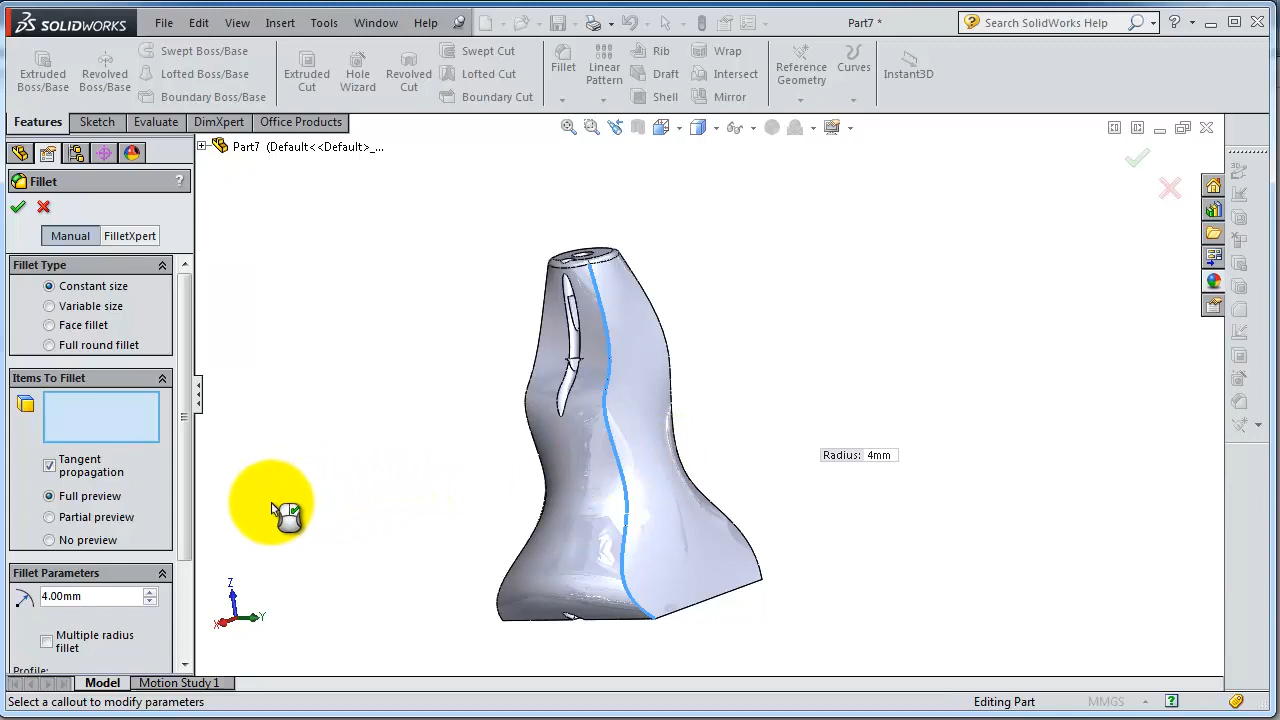 SOLIDWORKS File Edit View Insert Tools Window Help Part7 * Search SolidWorks Help
Extruded Boss/Base
Revolved Boss/Base
Swept Boss/Base
Lofted Boss/Base
Boundary Boss/Base
Extruded Cut
Hole Wizard
Revolved Cut
Swept Cut
Lofted Cut
Boundary Cut
Fillet
Linear Pattern
Rib
Draft
Shell
Wrap
Intersect
Mirror
Reference Geometry
Curves
Instant3D
Features Sketch Evaluate DimXpert Office Products
Part7 (Default<<Default>_...
Fillet ?
Manual FilletXpert
Fillet Type
Constant size
Variable size
Face fillet
Full round fillet
Items To Fillet
Tangent
propagation
Full preview
Partial preview
No preview
Fillet Parameters
4.00mm
Multiple radius
fillet
Profile:
Radius: 4mm
Z
X Y
Model Motion Study 1
Select a callout to modify parameters Editing Part MMGS